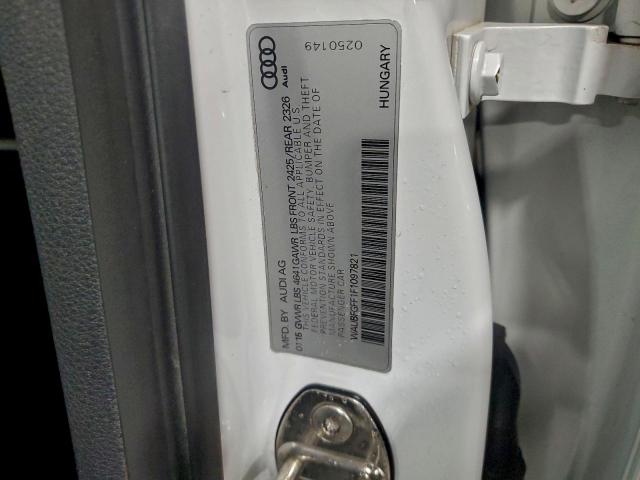 MFD. BY AUDI AG
01 15 GVWR LBS 4641 GAWR LBS FRONT 2425/REAR 2326
THIS VEHICLE CONFORMS TO ALL APPLICABLE U.S.
FEDERAL MOTOR VEHICLE SAFETY, BUMPER AND THEFT
PREVENTION STANDARDS IN EFFECT ON THE DATE OF
MANUFACTURE SHOWN ABOVE
PASSENGER CAR
WAUBFGFF1F1097821
Audi
0250149
HUNGARY